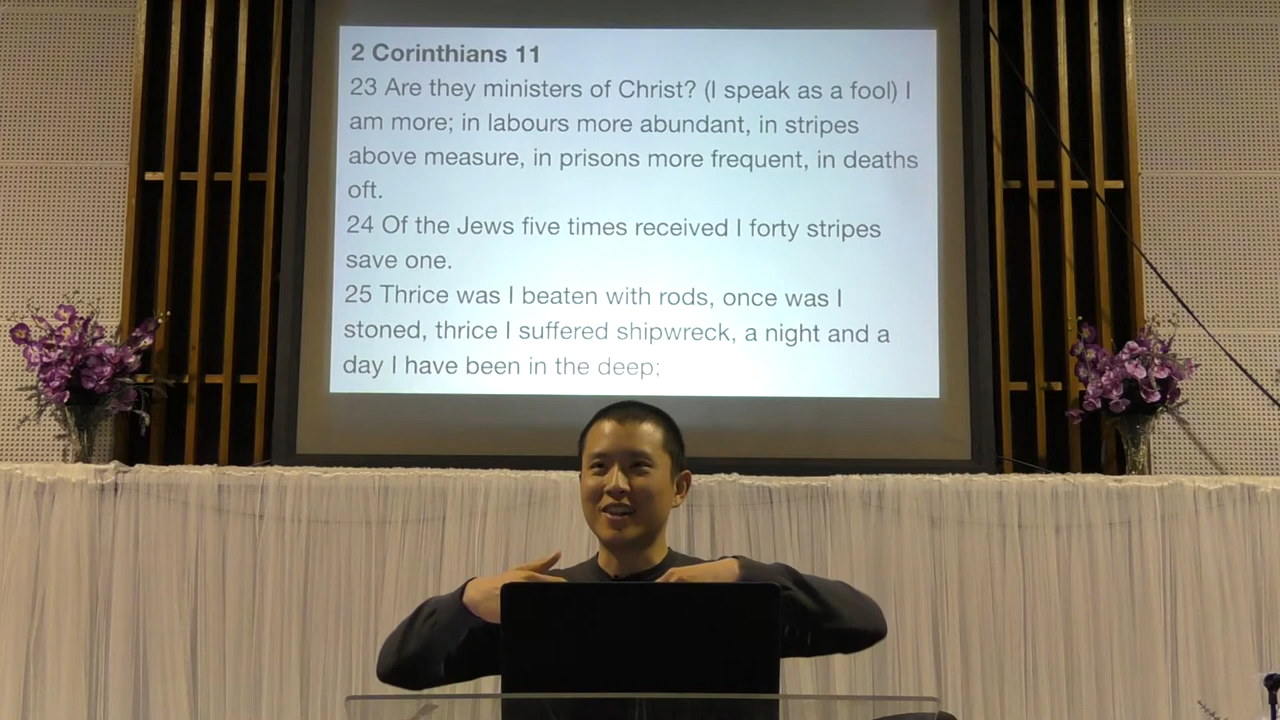 2 Corinthians 11
23 Are they ministers of Christ? (I speak as a fool) I
am more; in labours more abundant, in stripes
above measure, in prisons more frequent, in deaths
oft.
24 Of the Jews five times received I forty stripes
save one.
25 Thrice was I beaten with rods, once was I
stoned, thrice I suffered shipwreck, a night and a
day I have been in the deep;